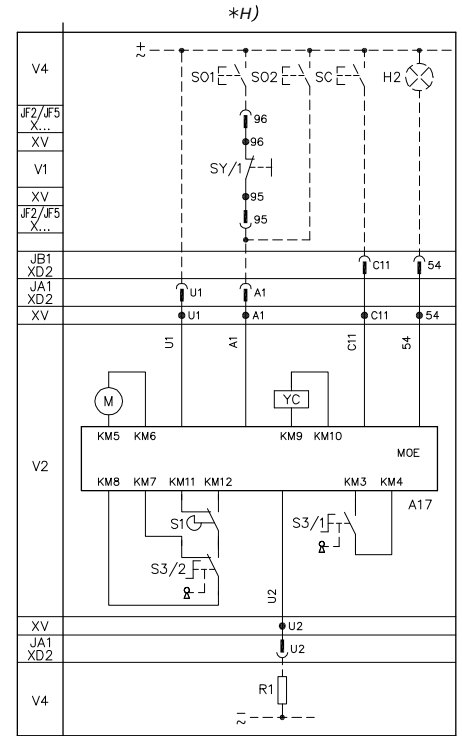 *H)
+
~
V4
SO1
SO2
SC
H2
JF2/JF5
X...
96
XV
96
V1
SY/1
XV
95
JF2/JF5
X...
95
JB1
XD2
C11
54
JA1
XD2
U1
A1
XV
U1
A1
C11
54
U1
A1
C11
54
M
YC
KM5
KM6
KM9
KM10
MOE
V2
KM8
KM7
KM11
KM12
KM3
KM4
A17
S1
S3/1
S3/2
U2
XV
U2
JA1
XD2
U2
V4
R1
−
~